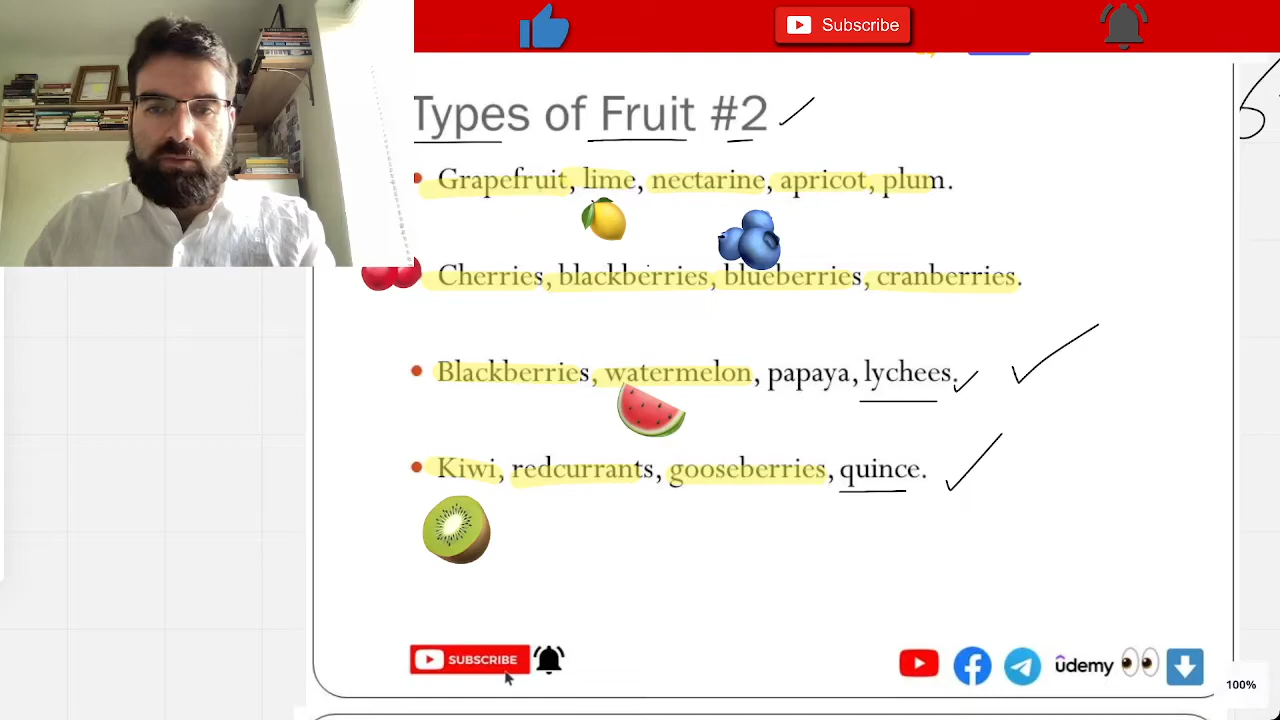 Subscribe
Types of Fruit #2
Grapefruit, lime, nectarine, apricot, plum.
Cherries, blackberries, blueberries, cranberries.
Blackberries, watermelon, papaya, lychees.
Kiwi, redcurrants, gooseberries, quince.
SUBSCRIBE
ûdemy
100%